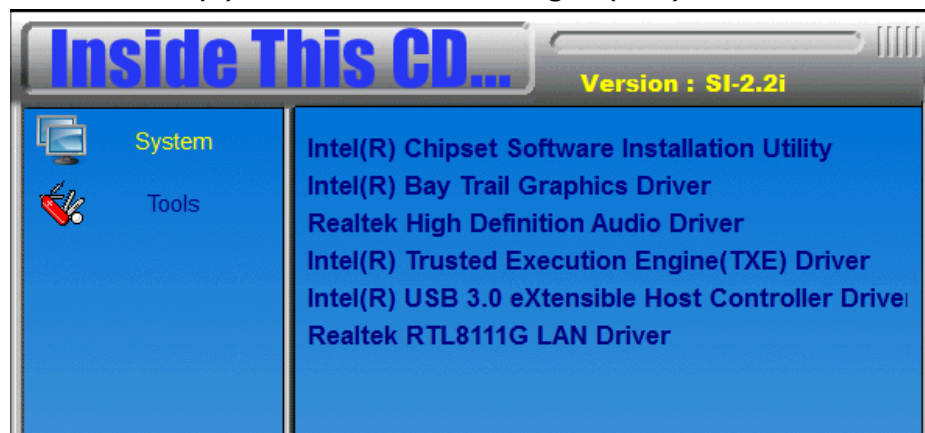 Inside This CD...
Version : SI-2.2i
System
Tools
Intel(R) Chipset Software Installation Utility
Intel(R) Bay Trail Graphics Driver
Realtek High Definition Audio Driver
Intel(R) Trusted Execution Engine(TXE) Driver
Intel(R) USB 3.0 eXtensible Host Controller Drive
Realtek RTL8111G LAN Driver